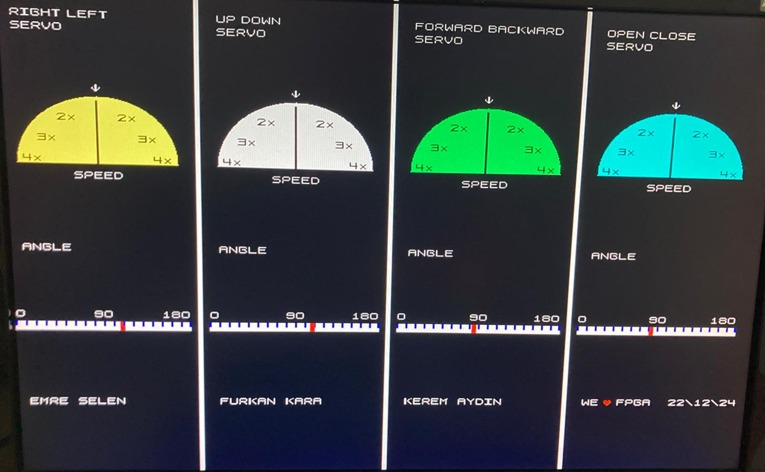 RIGHT LEFT
SERVO
2x 2x
3x 3x
4x 4x
SPEED
ANGLE
0 90 180
EMRE SELEN
UP DOWN
SERVO
2x 2x
3x 3x
4x 4x
SPEED
ANGLE
0 90 180
FURKAN KARA
FORWARD BACKWARD
SERVO
2x 2x
3x 3x
4x 4x
SPEED
ANGLE
0 90 180
KEREM AYDIN
OPEN CLOSE
SERVO
2x 2x
3x 3x
4x 4x
SPEED
ANGLE
0 90 180
WE ❤ FPGA 22\12\24